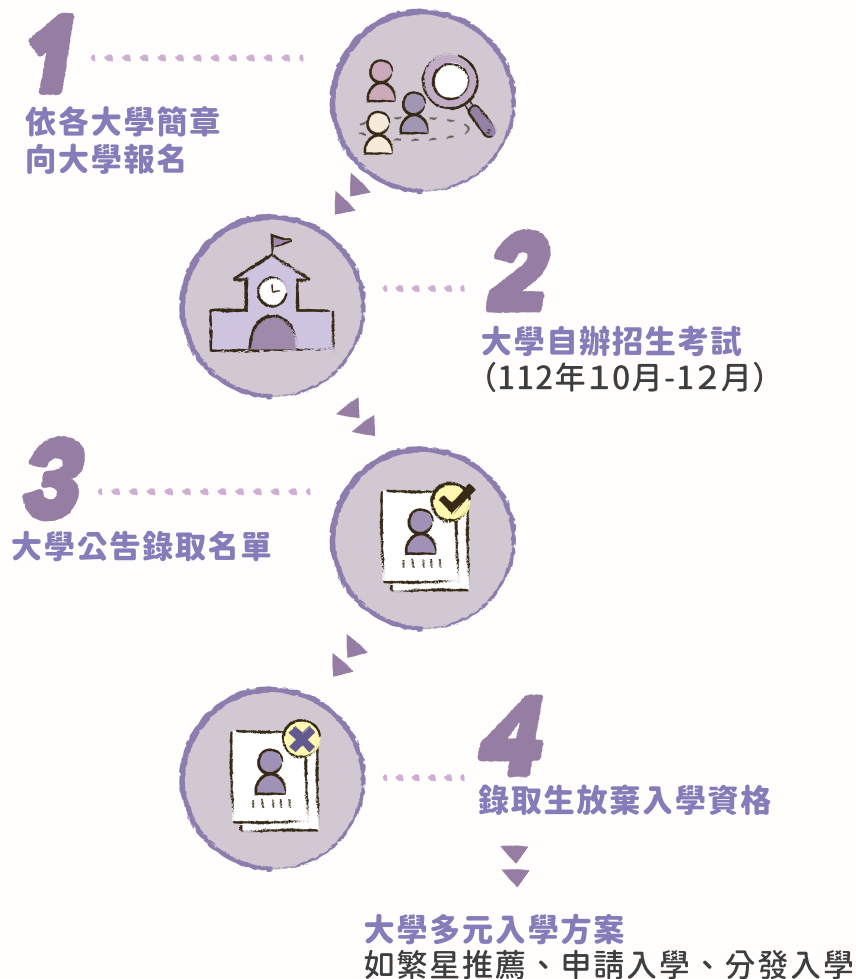 1
依各大學簡章
向大學報名
2
大學自辦招生考試
（112年10月-12月）
3
大學公告錄取名單
4
錄取生放棄入學資格
大學多元入學方案
如繁星推薦、申請入學、分發入學